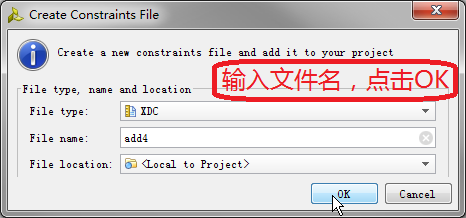 Create Constraints File
Create a new constraints file and add it to your project
输入文件名，点击OK
File type, name and location
File type: XDC
File name: add4
File location: <Local to Project>
OK Cancel